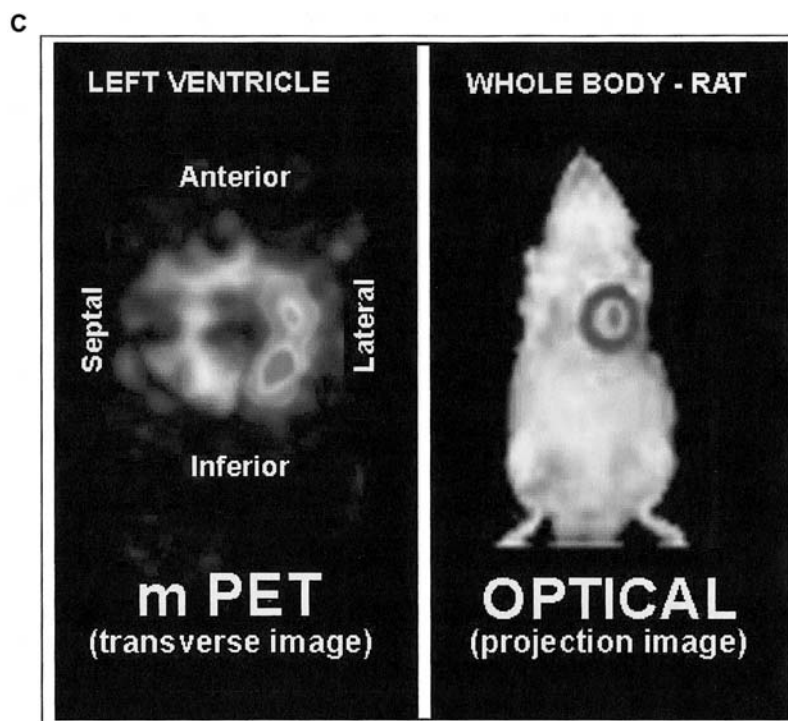 C
LEFT VENTRICLE
Anterior
Septal
Lateral
Inferior
m PET
(transverse image)
WHOLE BODY - RAT
OPTICAL
(projection image)